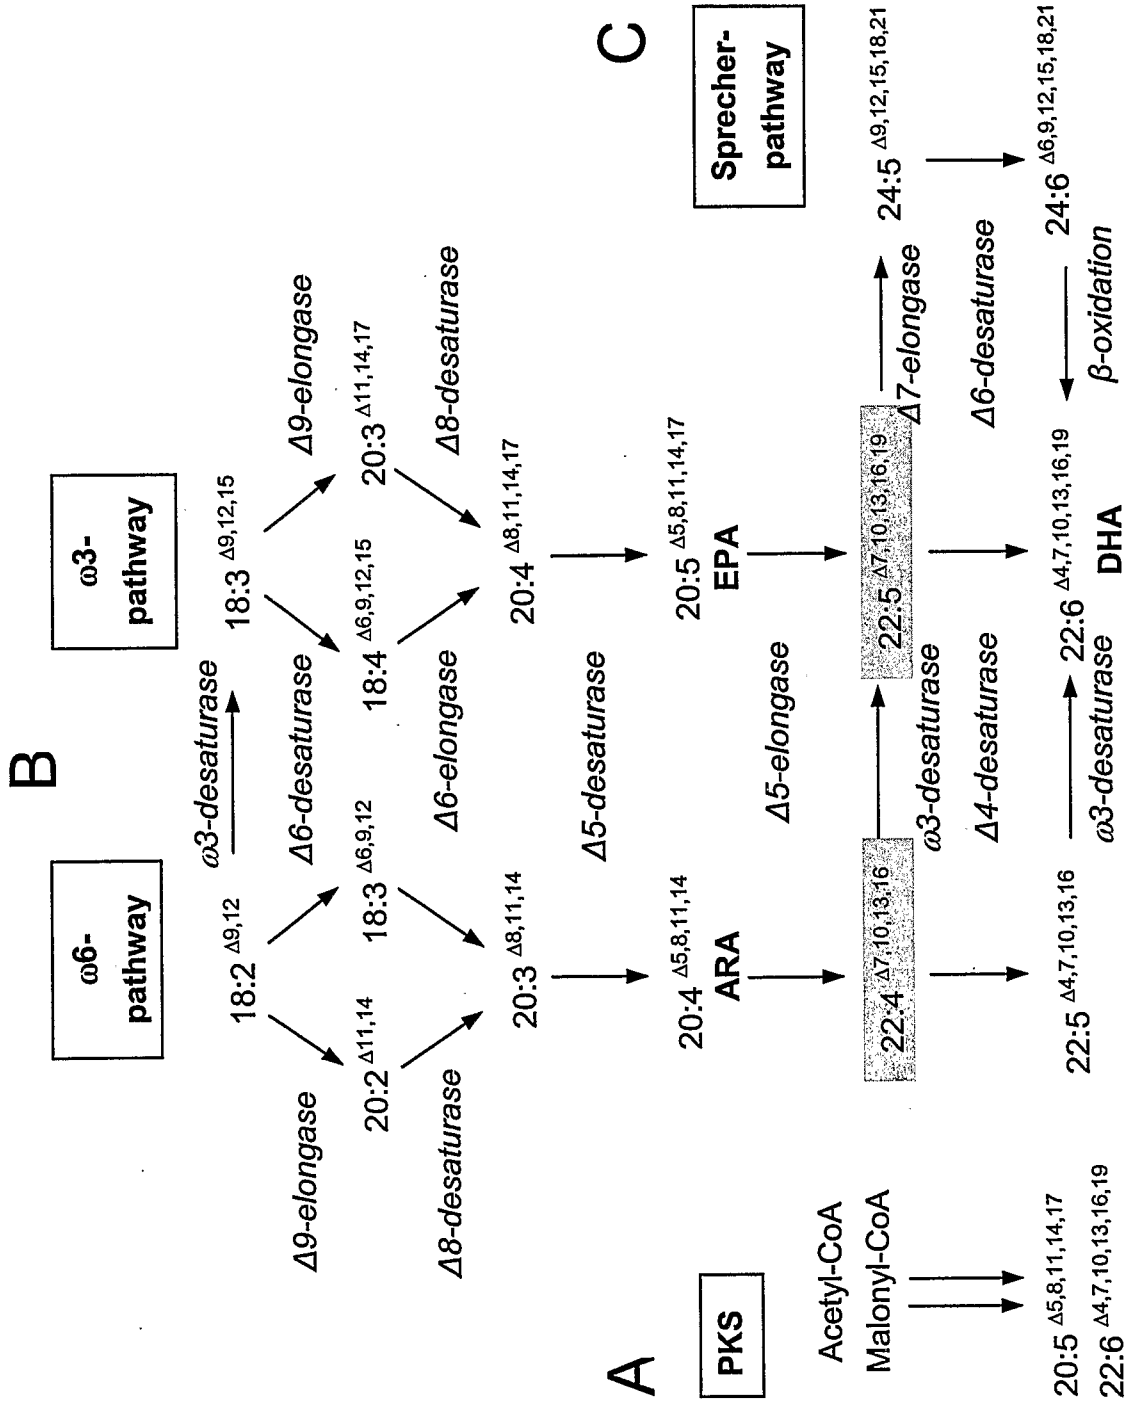 A
PKS
Acetyl-CoA
Malonyl-CoA
20:5 Δ5,8,11,14,17
22:6 Δ4,7,10,13,16,19
B
ω6-
pathway
ω3-
pathway
18:2 Δ9,12
ω3-desaturase
18:3 Δ9,12,15
Δ9-elongase
Δ6-desaturase
Δ9-elongase
20:2 Δ11,14
18:3 Δ6,9,12
18:4 Δ6,9,12,15
20:3 Δ11,14,17
Δ8-desaturase
Δ6-elongase
Δ8-desaturase
20:3 Δ8,11,14
20:4 Δ8,11,14,17
Δ5-desaturase
20:4 Δ5,8,11,14
ARA
20:5 Δ5,8,11,14,17
EPA
Δ5-elongase
22:4 Δ7,10,13,16
22:5 Δ7,10,13,16,19
ω3-desaturase
Δ4-desaturase
22:5 Δ4,7,10,13,16
ω3-desaturase
22:6 Δ4,7,10,13,16,19
DHA
C
Sprecher-
pathway
Δ7-elongase
24:5 Δ9,12,15,18,21
Δ6-desaturase
24:6 Δ6,9,12,15,18,21
β-oxidation